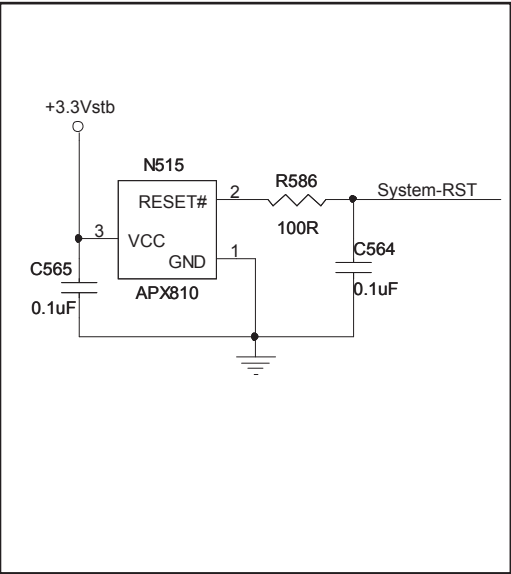 +3.3Vstb
N515
RESET#
2
R586
100R
System-RST
3
VCC
GND
1
APX810
C565
0.1uF
C564
0.1uF